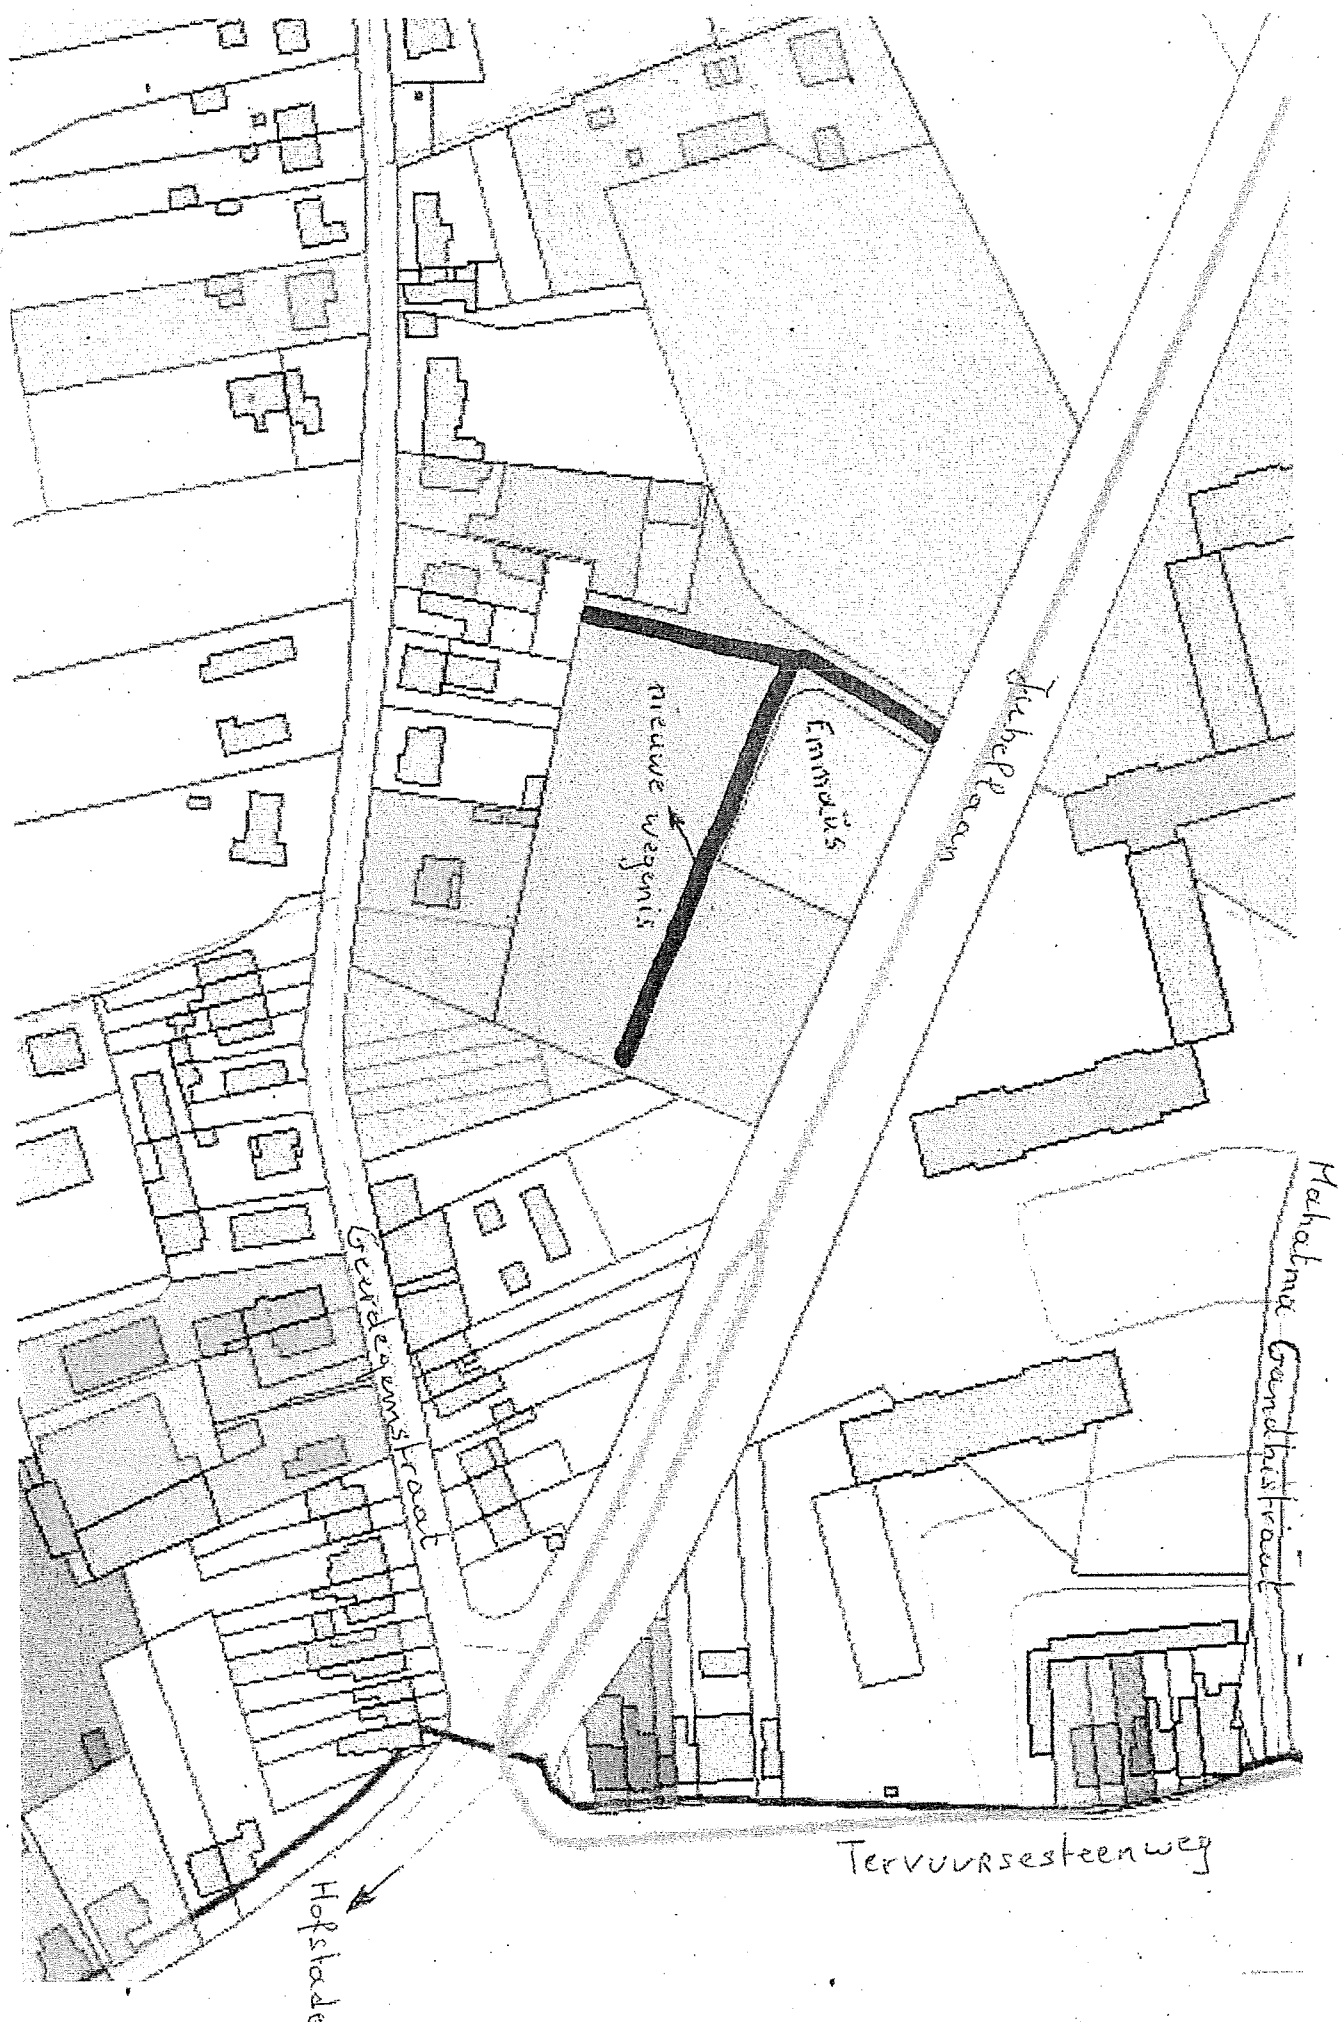 Jubellaan
Emmaüs
nieuwe wegenis
Mahatma Gandhistraat
Geerdegemstraat
Tervuursesteenweg
Hofstade